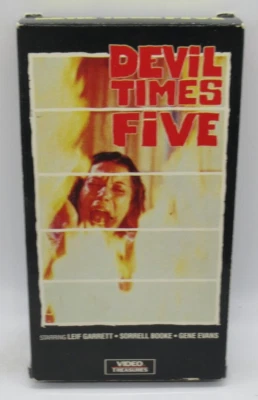 DEVIL
TIMES
FIVE
STARRING LEIF GARRETT • SORRELL BOOKE • GENE EVANS
VIDEO
TREASURES